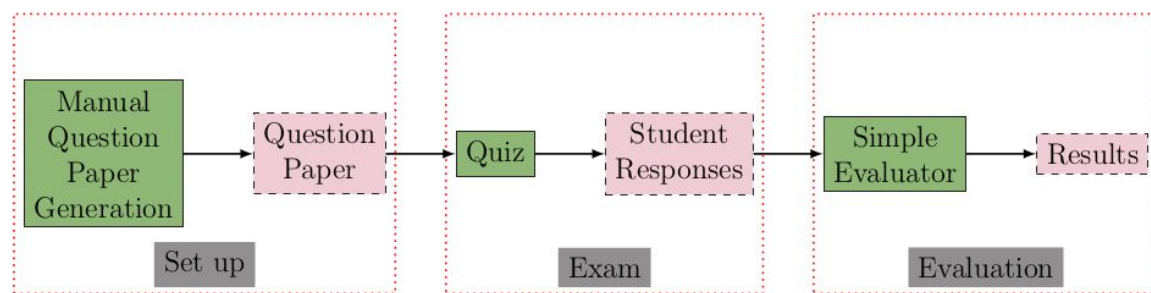 Manual
Question
Paper
Generation
Question
Paper
Set up
Quiz
Student
Responses
Exam
Simple
Evaluator
Results
Evaluation